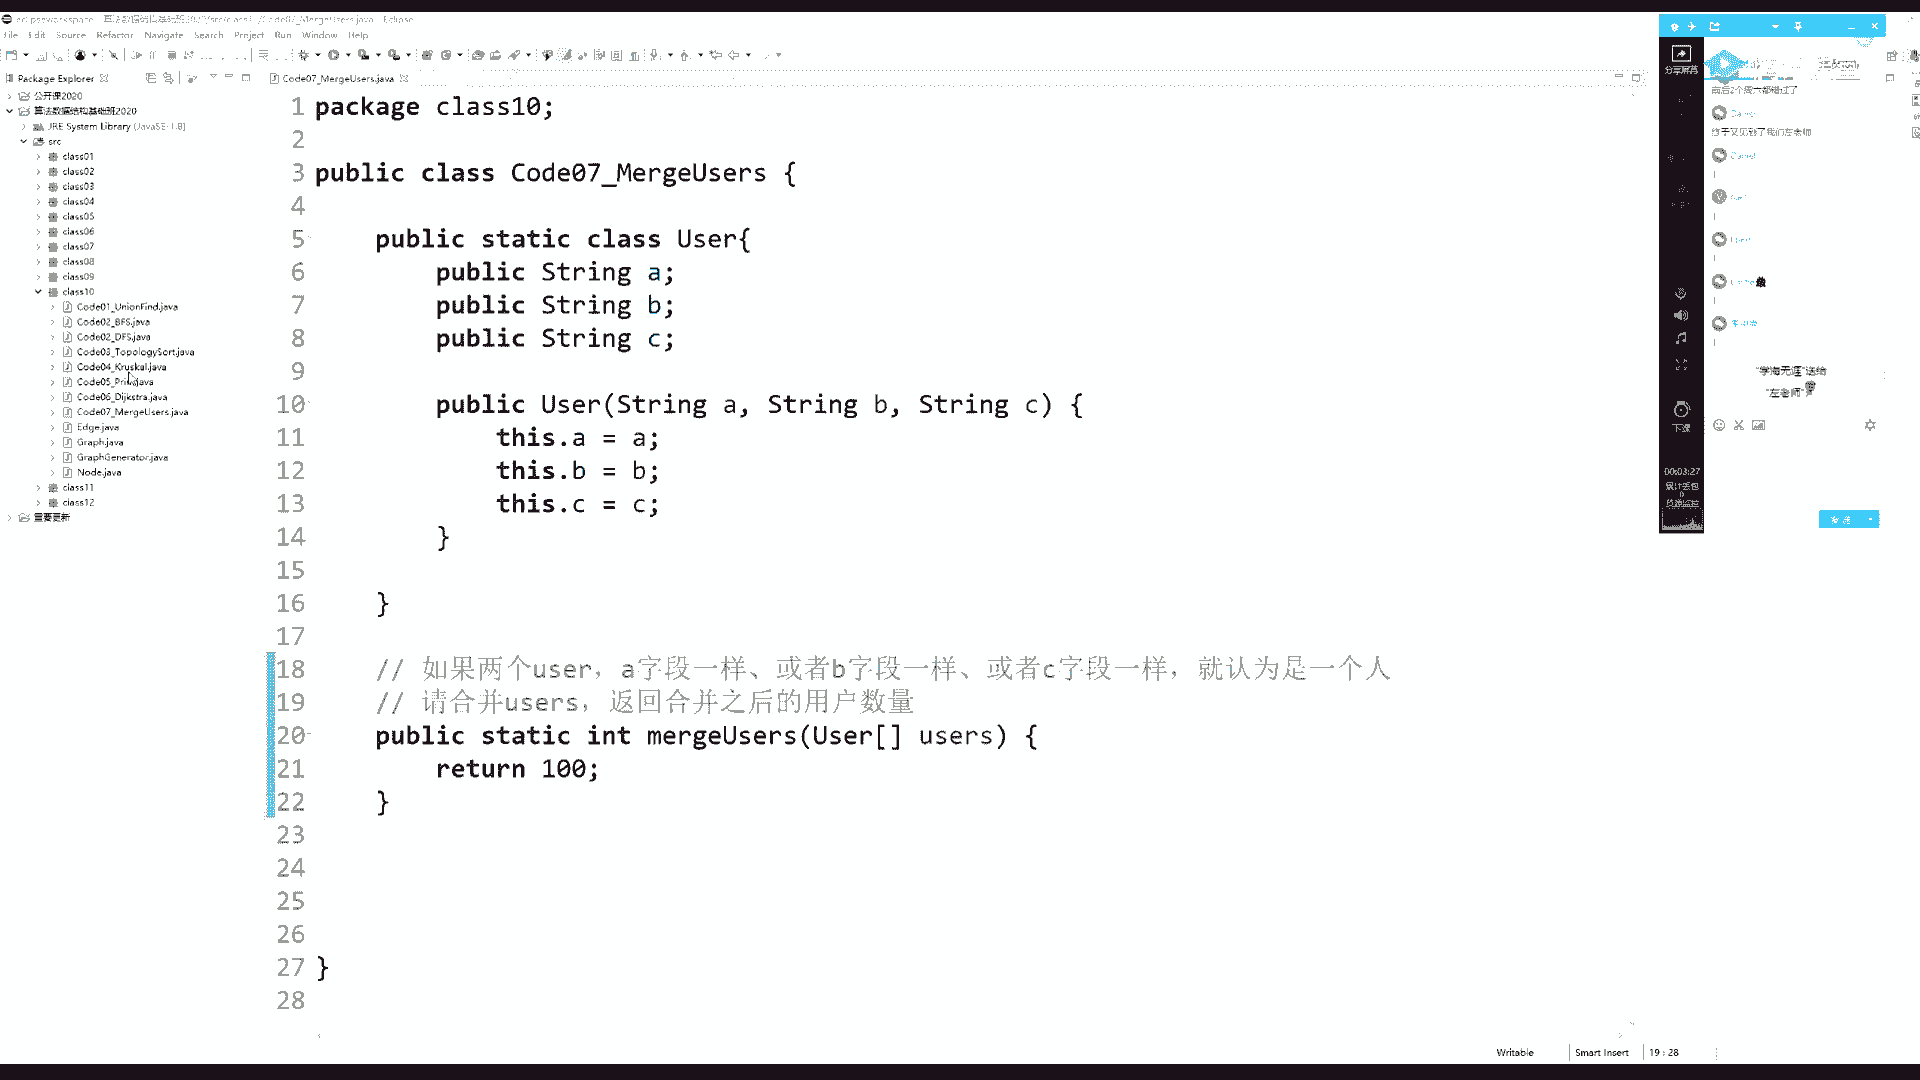 Edit Source Refactor Navigate Search Project Run Window Help
Package Explorer
Code07_MergeUsers.java
公开课2020
算法数据结构基础班2020
JRE System Library (JavaSE-1.8)
src
class01
class02
class03
class04
class05
class06
class07
class08
class09
class10
Code01_UnionFind.java
Code02_BFS.java
Code02_DFS.java
Code03_TopologySort.java
Code04_Kruskal.java
Code05_Prim.java
Code06_Dijkstra.java
Code07_MergeUsers.java
Edge.java
Graph.java
GraphGenerator.java
Node.java
class11
class12
重要更新
1 package class10;
2
3 public class Code07_MergeUsers {
4
5 public static class User{
6 public String a;
7 public String b;
8 public String c;
9
10 public User(String a, String b, String c) {
11 this.a = a;
12 this.b = b;
13 this.c = c;
14 }
15
16 }
17
18 // 如果两个user，a字段一样、或者b字段一样、或者c字段一样，就认为是一个人
19 // 请合并users，返回合并之后的用户数量
20 public static int mergeUsers(User[] users) {
21 return 100;
22 }
23
24
25
26
27 }
28
Writable
Smart Insert
19 : 28
分享屏幕
下课
00:03:27
累计丢包
0
终于又见到了我们左老师
"学海无涯"送给
"左老师"